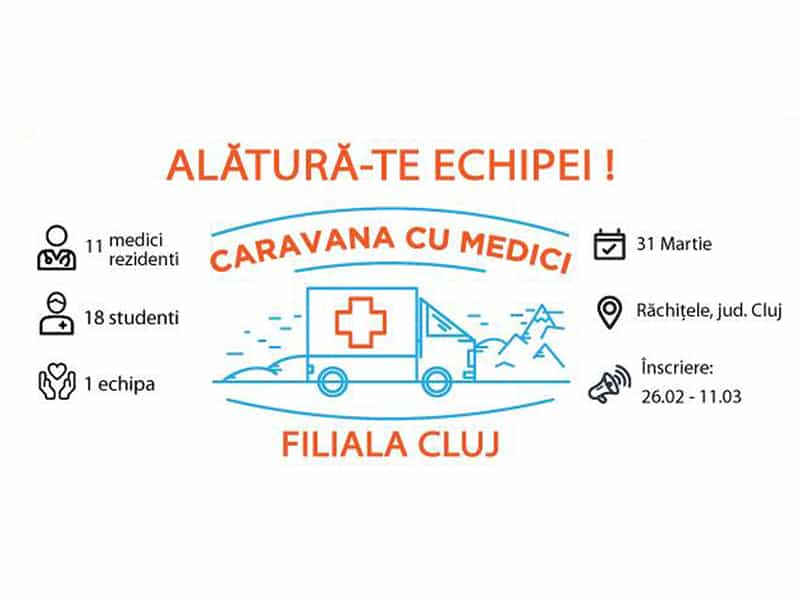 ALĂTURĂ-TE ECHIPEI !
11 medici
rezidenti
18 studenti
1 echipa
CARAVANA CU MEDICI
FILIALA CLUJ
31 Martie
Răchițele, jud. Cluj
Înscriere:
26.02 - 11.03